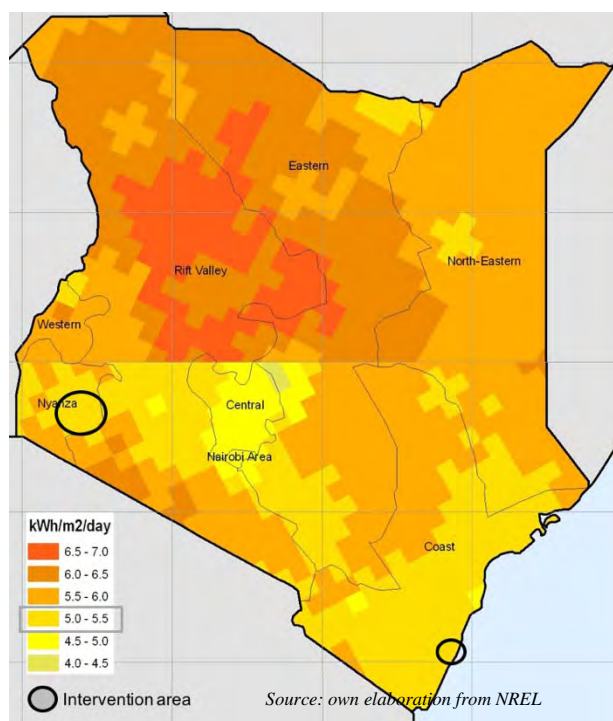 Eastern
Rift Valley
North-Eastern
Western
Nyanza
Central
Nairobi Area
Coast
kWh/m2/day
6.5 - 7.0
6.0 - 6.5
5.5 - 6.0
5.0 - 5.5
4.5 - 5.0
4.0 - 4.5
Intervention area
Source: own elaboration from NREL